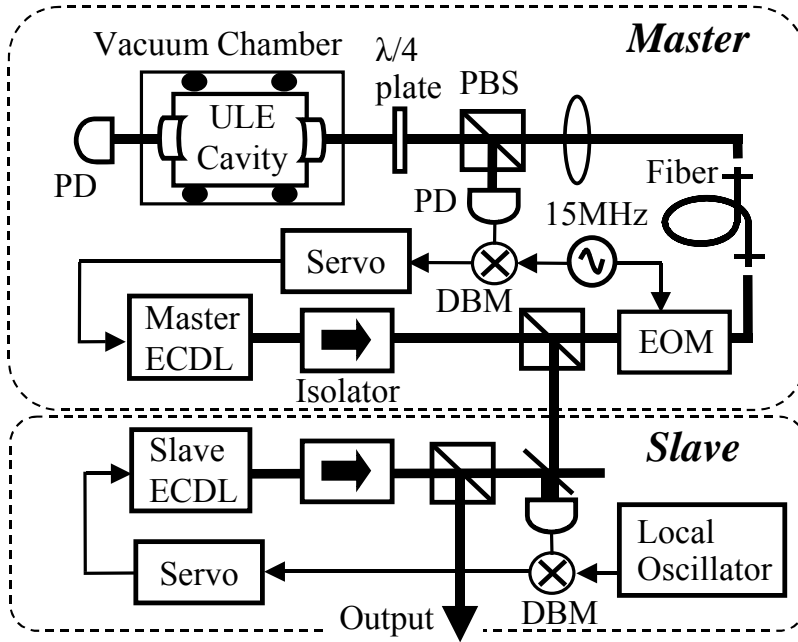 Master
Vacuum Chamber
λ/4
plate
PBS
ULE
Cavity
PD
PD
Fiber
15MHz
Servo
DBM
Master
ECDL
Isolator
EOM
Slave
Slave
ECDL
Servo
Local
Oscillator
DBM
Output